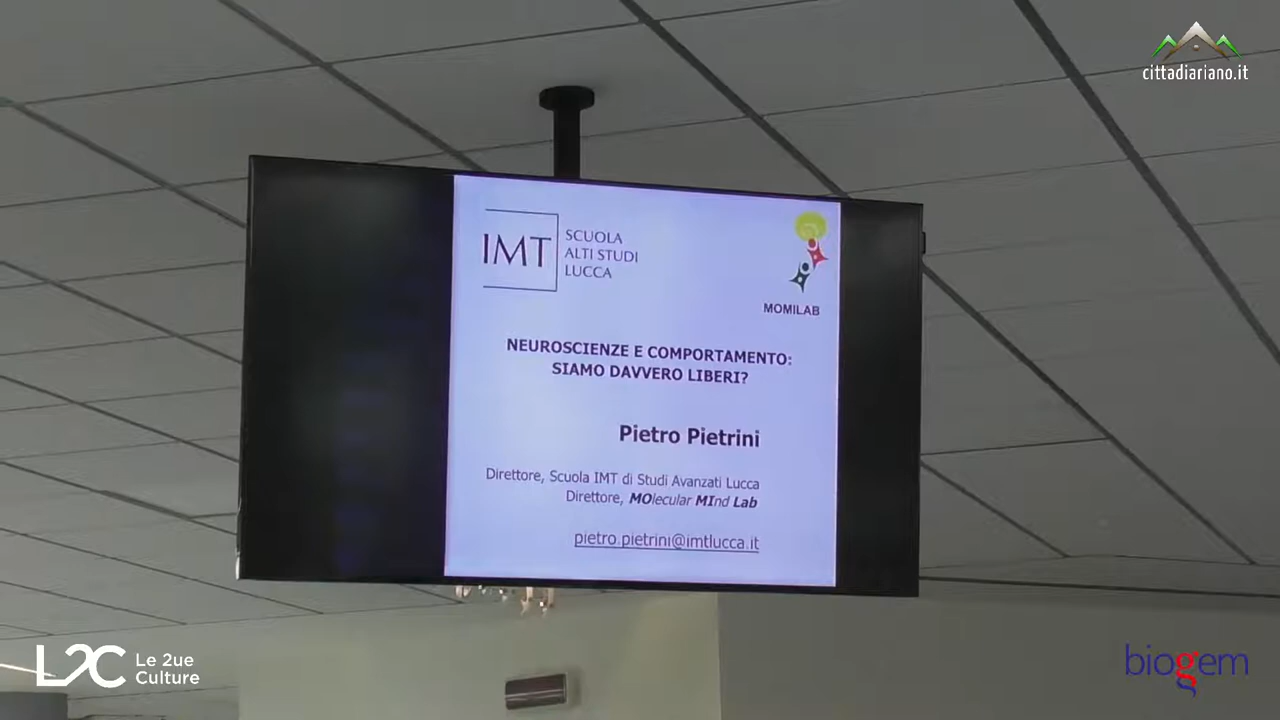 cittadiariano.it
IMT
SCUOLA
ALTI STUDI
LUCCA
MOMILAB
NEUROSCIENZE E COMPORTAMENTO:
SIAMO DAVVERO LIBERI?
Pietro Pietrini
Direttore, Scuola IMT di Studi Avanzati Lucca
Direttore, MOlecular MInd Lab
pietro.pietrini@imtlucca.it
L2C
Le 2ue
Culture
biogem